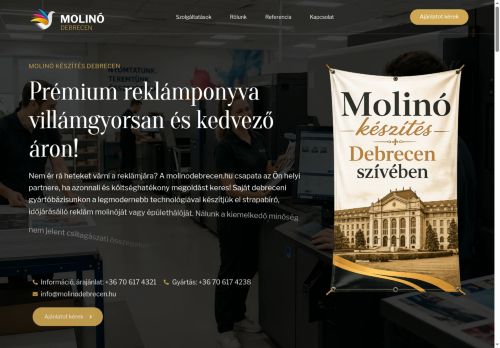 MOLINÓ
DEBRECEN
Szolgáltatások
Rólunk
Referencia
Kapcsolat
Ajánlatot kérek
MOLINÓ KÉSZÍTÉS DEBRECEN
NYOMTATUNK
TEREMTÜNK
Prémium reklámponyva
villámgyorsan és kedvező
áron!
Nem ér rá heteket várni a reklámjára? A molinodebrecen.hu csapata az Ön helyi
partnere, ha azonnali és költséghatékony megoldást keres! Saját debreceni
gyártóbázisunkon a legmodernebb technológiával készítjük el strapabíró,
időjárásálló reklám molinóját vagy épülethálóját. Nálunk a kiemelkedő minőség
nem jelent csillagászati
Információ, árajánlat: +36 70 617 4321
Gyártás: +36 70 617 4238
info@molinodebrecen.hu
Ajánlatot kérek
Molinó
készítés
Debrecen
szívében